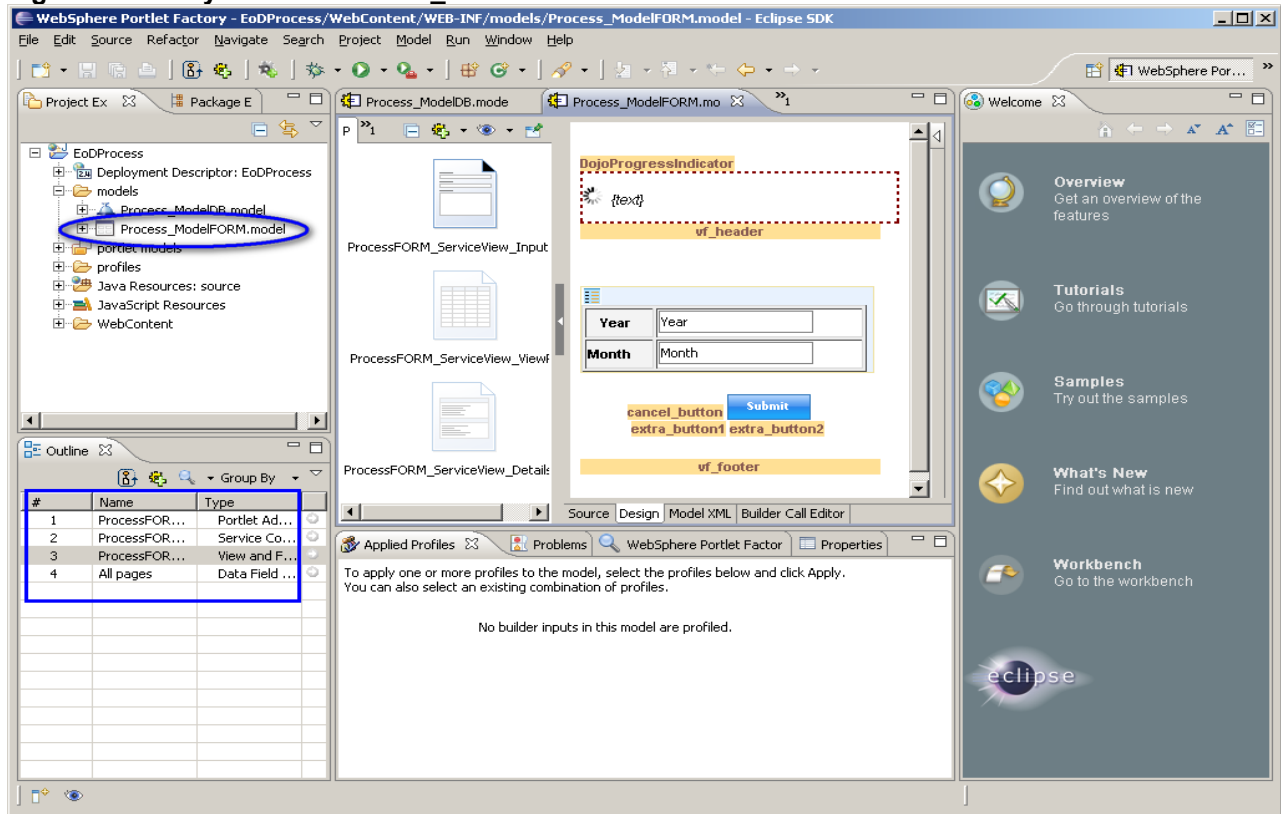 WebSphere Portlet Factory - EoDProcess/WebContent/WEB-INF/models/Process_ModelFORM.model - Eclipse SDK
File Edit Source Refactor Navigate Search Project Model Run Window Help
WebSphere Por... »
Project Ex Package E
EoDProcess
Deployment Descriptor: EoDProcess
models
Process_ModelDB.model
Process_ModelFORM.model
portlet models
profiles
Java Resources: source
JavaScript Resources
WebContent
Outline
Group By
# Name Type
1 ProcessFOR... Portlet Ad...
2 ProcessFOR... Service Co...
3 ProcessFOR... View and F...
4 All pages Data Field ...
Process_ModelDB.mode Process_ModelFORM.mo »1
P »1
ProcessFORM_ServiceView_Input
ProcessFORM_ServiceView_ViewF
ProcessFORM_ServiceView_Details
DojoProgressIndicator
{text}
vf_header
Year Year
Month Month
cancel_button Submit
extra_button1 extra_button2
vf_footer
Source Design Model XML Builder Call Editor
Applied Profiles Problems WebSphere Portlet Factor Properties
To apply one or more profiles to the model, select the profiles below and click Apply.
You can also select an existing combination of profiles.
No builder inputs in this model are profiled.
Welcome
Overview
Get an overview of the
features
Tutorials
Go through tutorials
Samples
Try out the samples
What's New
Find out what is new
Workbench
Go to the workbench
eclipse